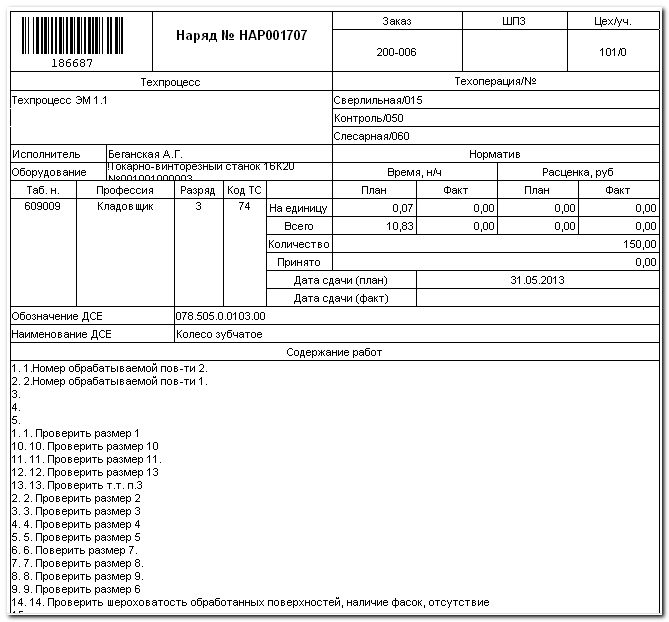 186687
Наряд № НАР001707
Заказ ШПЗ Цех/уч.
200-006 101/0
Техпроцесс Техоперация/№
Техпроцесс ЭМ 1.1 Сверлильная/015
Контроль/050
Слесарная/060
Исполнитель Беганская А.Г. Норматив
Оборудование !Токарно-винторезный станок 16К20
№001001000003
Время, н/ч Расценка, руб
Таб. н. Профессия Разряд Код ТС План Факт План Факт
609009 Кладовщик 3 74 На единицу 0,07 0,00 0,00 0,00
Всего 10,83 0,00 0,00 0,00
Количество 150,00
Принято 0,00
Дата сдачи (план) 31.05.2013
Дата сдачи (факт)
Обозначение ДСЕ 078.505.0.0103.00
Наименование ДСЕ Колесо зубчатое
Содержание работ
1. 1.Номер обрабатываемой пов-ти 2.
2. 2.Номер обрабатываемой пов-ти 1.
3.
4.
5.
1. 1. Проверить размер 1
10. 10. Проверить размер 10
11. 11. Проверить размер 11.
12. 12. Проверить размер 13
13. 13. Проверить т.т. п.3
2. 2. Проверить размер 2
3. 3. Проверить размер 3
4. 4. Проверить размер 4
5. 5. Проверить размер 5
6. 6. Поверить размер 7.
7. 7. Проверить размер 8.
8. 8. Проверить размер 9.
9. 9. Проверить размер 6
14. 14. Проверить шероховатость обработанных поверхностей, наличие фасок, отсутствие